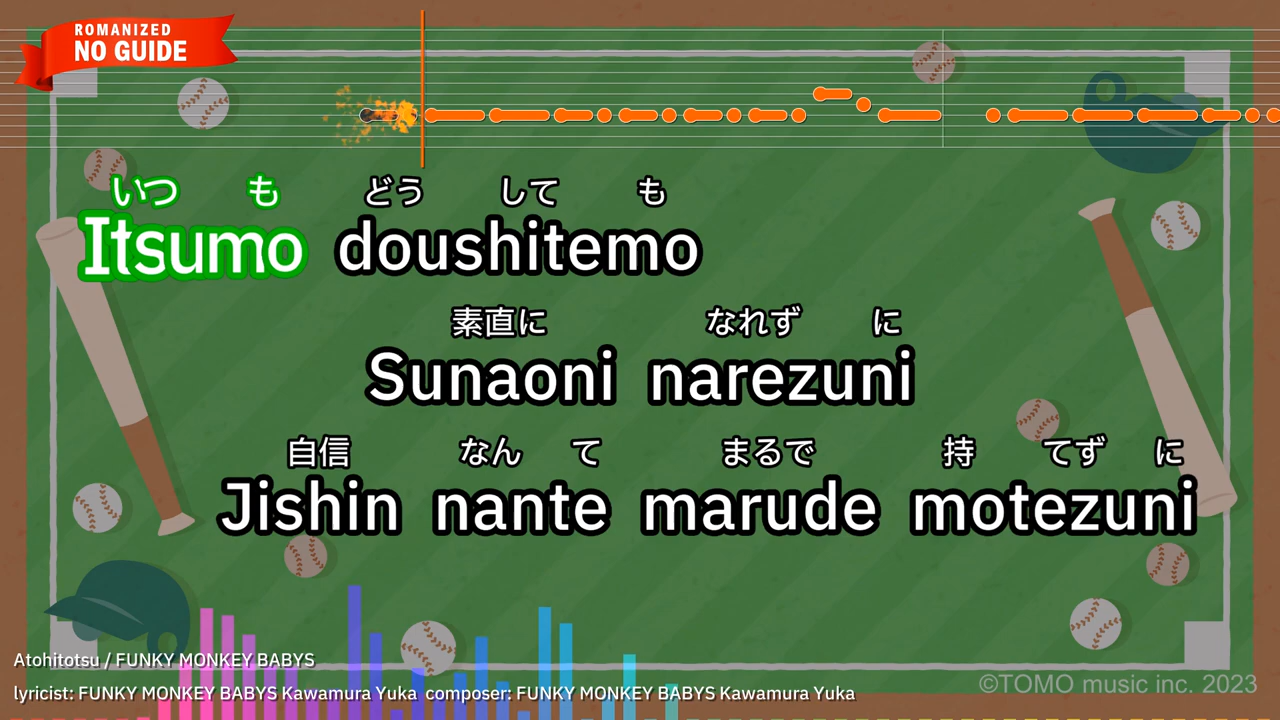 ROMANIZED
NO GUIDE
いつも どうしても
Itsumo doushitemo
素直に なれずに
Sunaoni narezuni
自信 なんて まるで 持てずに
Jishin nante marude motezuni
Atohitotsu / FUNKY MONKEY BABYS
lyricist: FUNKY MONKEY BABYS Kawamura Yuka composer: FUNKY MONKEY BABYS Kawamura Yuka
©TOMO music inc. 2023